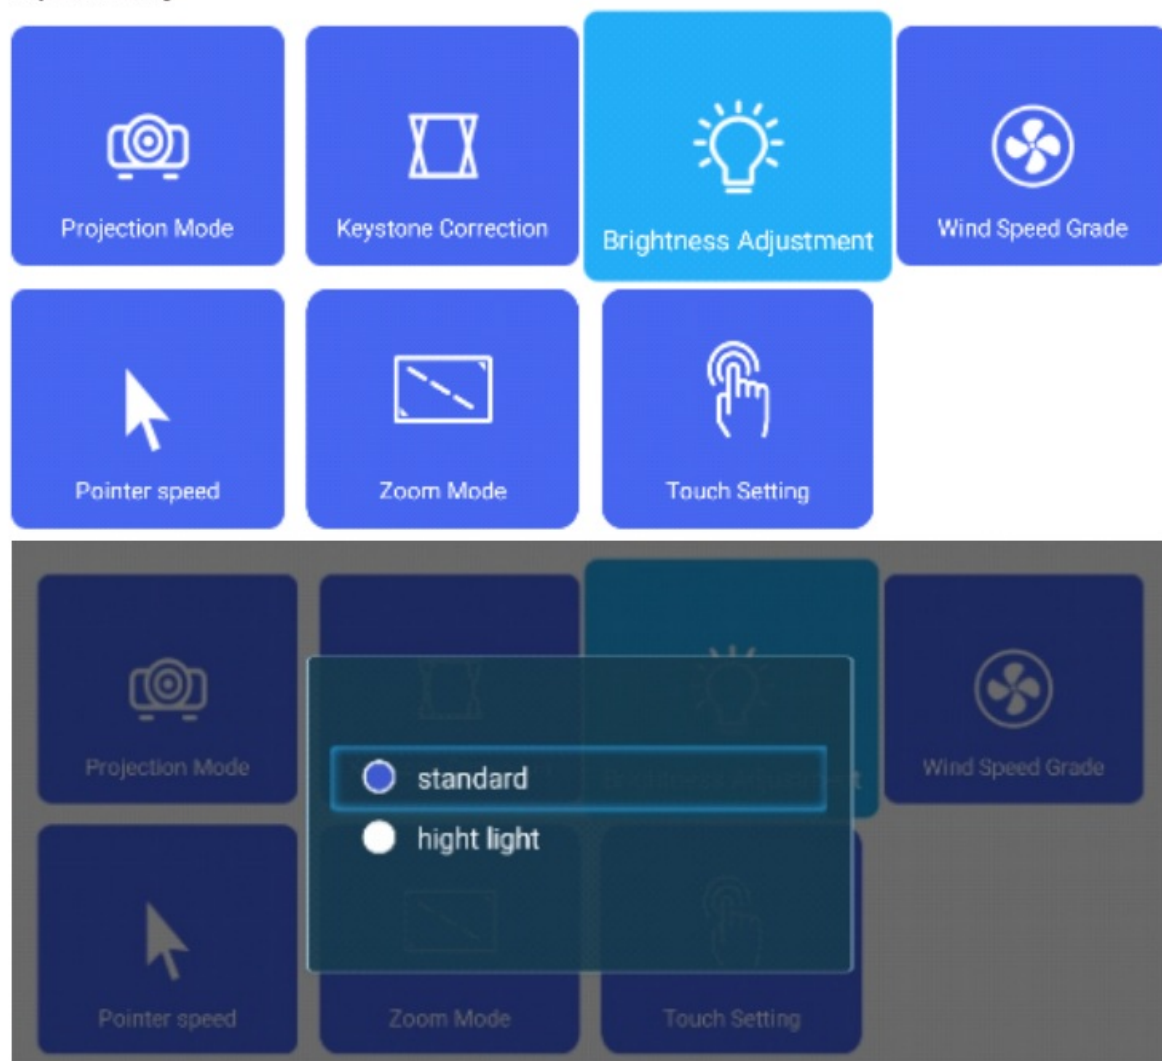 Projection Mode
Keystone Correction
Brightness Adjustment
Wind Speed Grade
Pointer speed
Zoom Mode
Touch Setting
Projection Mode
standard
Wind Speed Grade
hight light
Pointer speed
Zoom Mode
Touch Setting